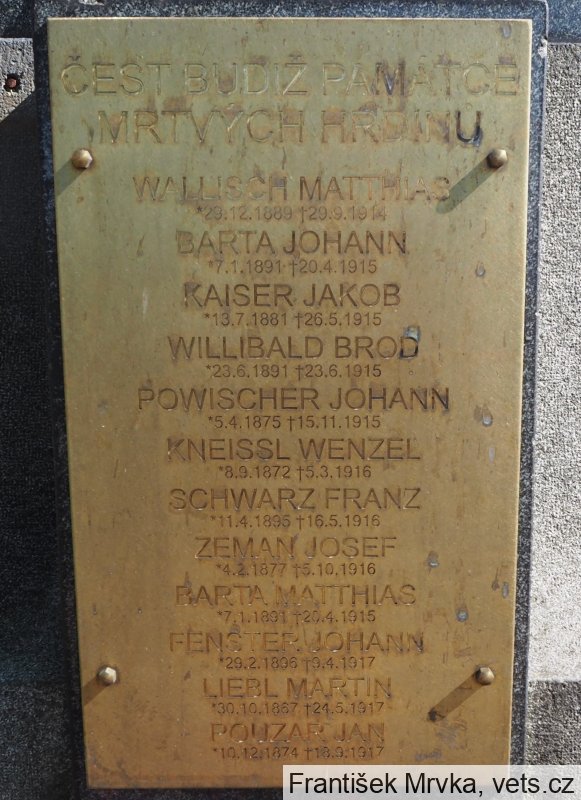 ČEST BUDIŽ PAMÁTCE
MRTVÝCH HRDINŮ
WALLISCH MATTHIAS
*29.12.1889 †29.9.1914
BARTA JOHANN
*7.1.1891 †20.4.1915
KAISER JAKOB
*13.7.1881 †26.5.1915
WILLIBALD BROD
*23.6.1891 †23.6.1915
POWISCHER JOHANN
*5.4.1875 †15.11.1915
KNEISSL WENZEL
*8.9.1872 †5.3.1916
SCHWARZ FRANZ
*11.4.1895 †16.5.1916
ZEMAN JOSEF
*4.2.1877 †5.10.1916
BARTA MATTHIAS
*7.1.1891 †20.4.1915
FENSTER JOHANN
*29.2.1896 †9.4.1917
LIEBL MARTIN
*30.10.1887 †24.5.1917
POUZAR JAN
*10.12.1874 †18.9.1917
František Mrvka, vets.cz